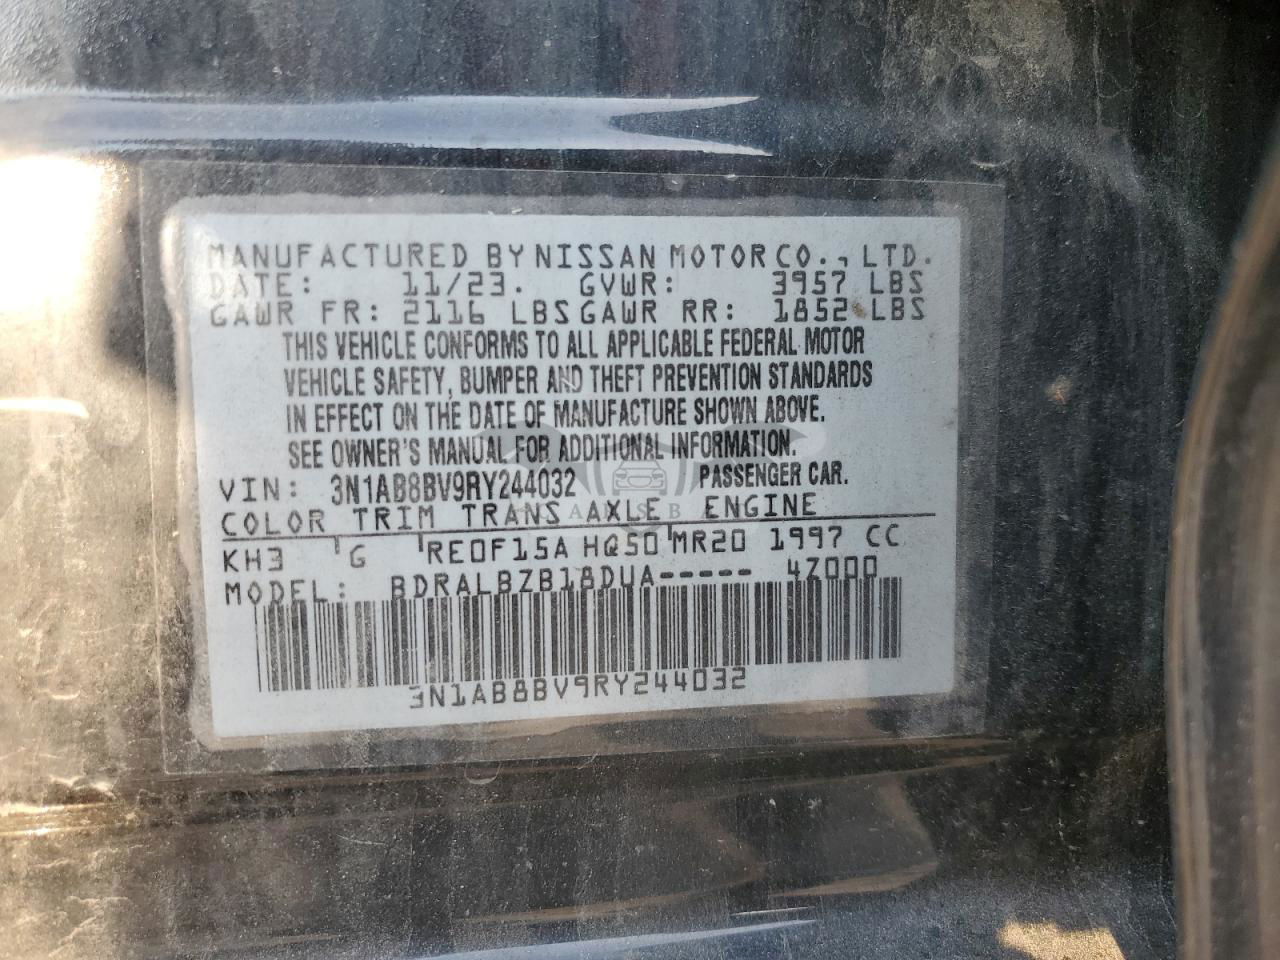 MANUFACTURED BY NISSAN MOTOR CO., LTD.
DATE: 11/23. GVWR: 3957 LBS
GAWR FR: 2116 LBS GAWR RR: 1852 LBS
THIS VEHICLE CONFORMS TO ALL APPLICABLE FEDERAL MOTOR
VEHICLE SAFETY, BUMPER AND THEFT PREVENTION STANDARDS
IN EFFECT ON THE DATE OF MANUFACTURE SHOWN ABOVE.
SEE OWNER'S MANUAL FOR ADDITIONAL INFORMATION.
VIN: 3N1AB8BV9RY244032 PASSENGER CAR.
COLOR TRIM TRANS AXLE ENGINE
KH3 G RE0F15A HQ50 MR20 1997 CC
MODEL: BDRALBZB18DUA----- 4Z000
3N1AB8BV9RY244032